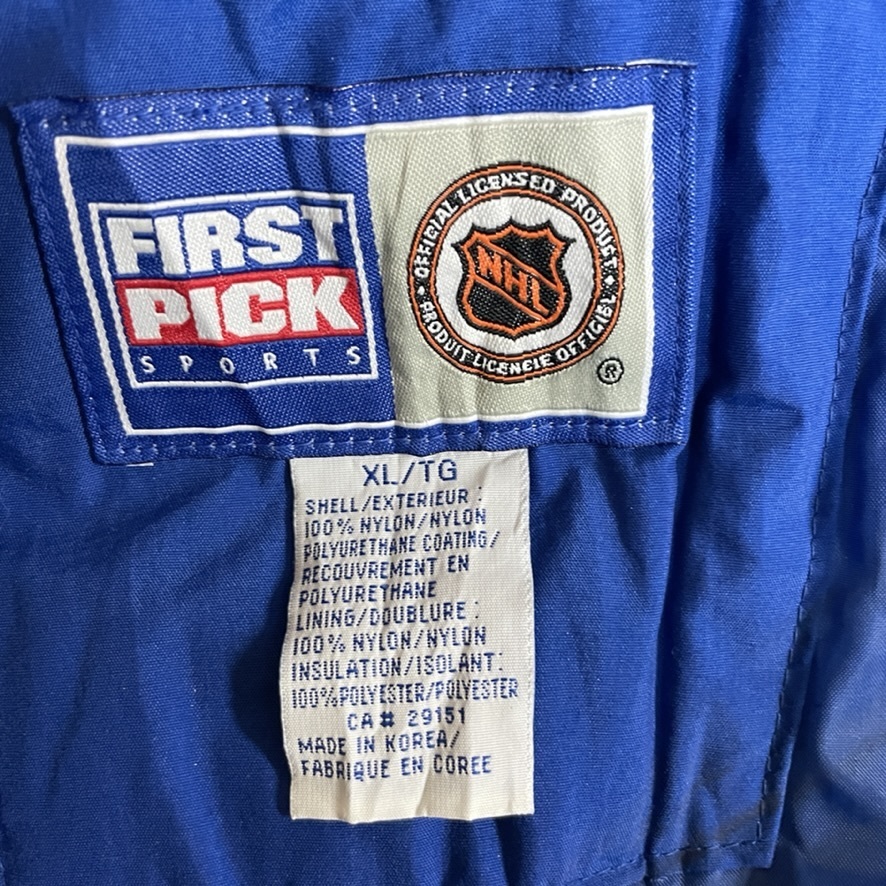 FIRST
PICK
SPORTS
OFFICIAL LICENSED PRODUCT
NHL
PRODUIT LICENCIE OFFICIEL
®
XL/TG
SHELL/EXTERIEUR :
100% NYLON/NYLON
POLYURETHANE COATING/
RECOUVREMENT EN
POLYURETHANE
LINING/DOUBLURE :
100% NYLON/NYLON
INSULATION/ISOLANT:
100%POLYESTER/POLYESTER
CA# 29151
MADE IN KOREA/
FABRIQUE EN COREE